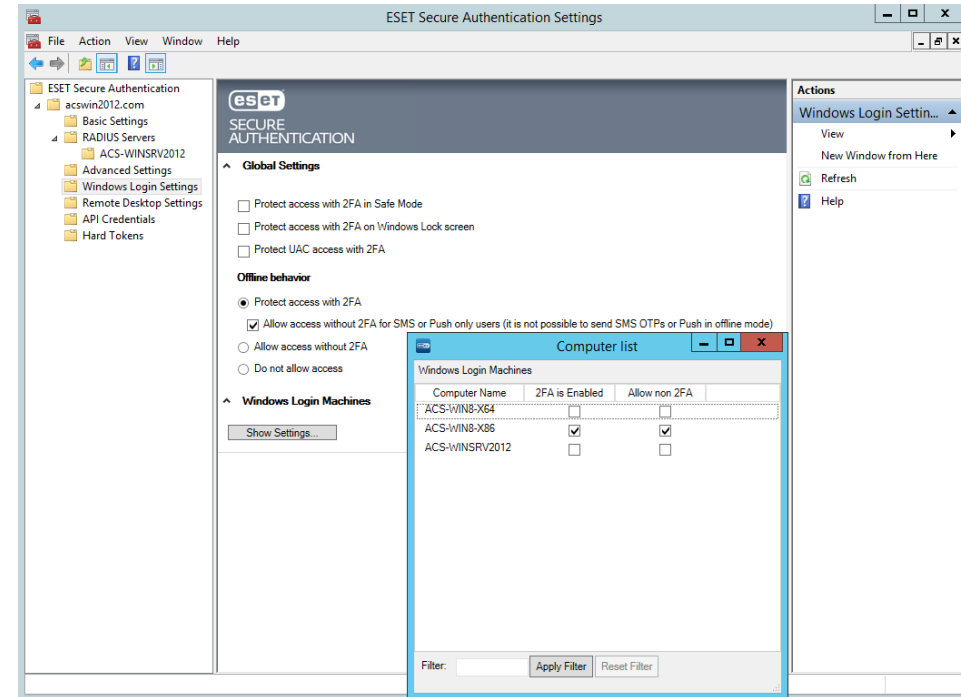 ESET Secure Authentication Settings
File Action View Window Help
ESET Secure Authentication
acswin2012.com
Basic Settings
RADIUS Servers
ACS-WINSRV2012
Advanced Settings
Windows Login Settings
Remote Desktop Settings
API Credentials
Hard Tokens
eset
SECURE
AUTHENTICATION
Global Settings
Protect access with 2FA in Safe Mode
Protect access with 2FA on Windows Lock screen
Protect UAC access with 2FA
Offline behavior
Protect access with 2FA
Allow access without 2FA for SMS or Push only users (it is not possible to send SMS OTPs or Push in offline mode)
Allow access without 2FA
Do not allow access
Windows Login Machines
Show Settings...
Computer list
Windows Login Machines
Computer Name 2FA is Enabled Allow non 2FA
ACS-WIN8-X64
ACS-WIN8-X86
ACS-WINSRV2012
Filter: Apply Filter Reset Filter
Actions
Windows Login Settin...
View
New Window from Here
Refresh
Help